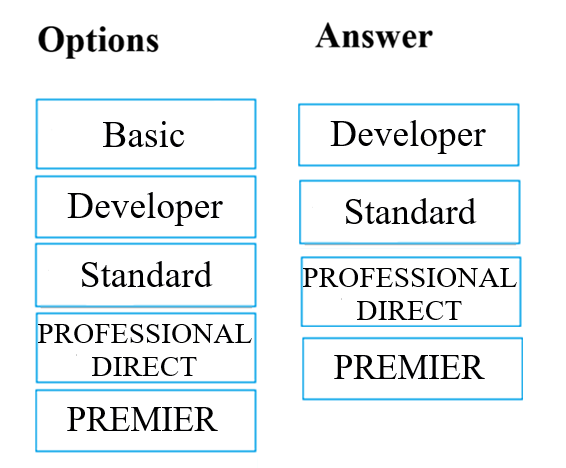 Options
Basic
Developer
Standard
PROFESSIONAL
DIRECT
PREMIER
Answer
Developer
Standard
PROFESSIONAL
DIRECT
PREMIER